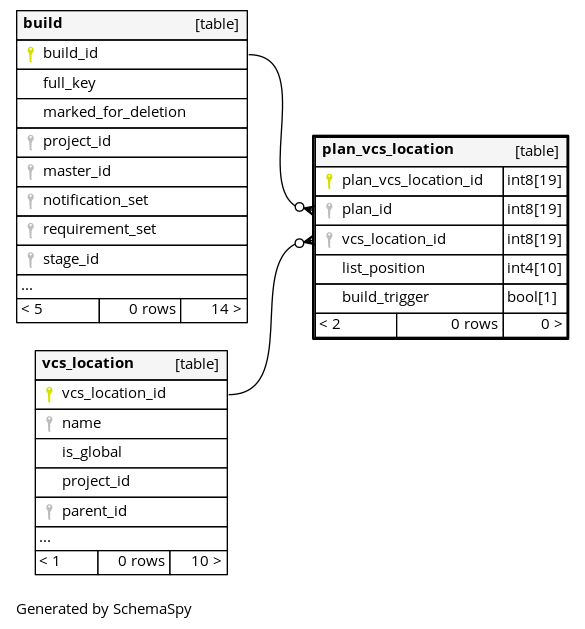 build [table]
build_id
full_key
marked_for_deletion
project_id
master_id
notification_set
requirement_set
stage_id
...
< 5 0 rows 14 >
plan_vcs_location [table]
plan_vcs_location_id int8[19]
plan_id int8[19]
vcs_location_id int8[19]
list_position int4[10]
build_trigger bool[1]
< 2 0 rows 0 >
vcs_location [table]
vcs_location_id
name
is_global
project_id
parent_id
...
< 1 0 rows 10 >
Generated by SchemaSpy